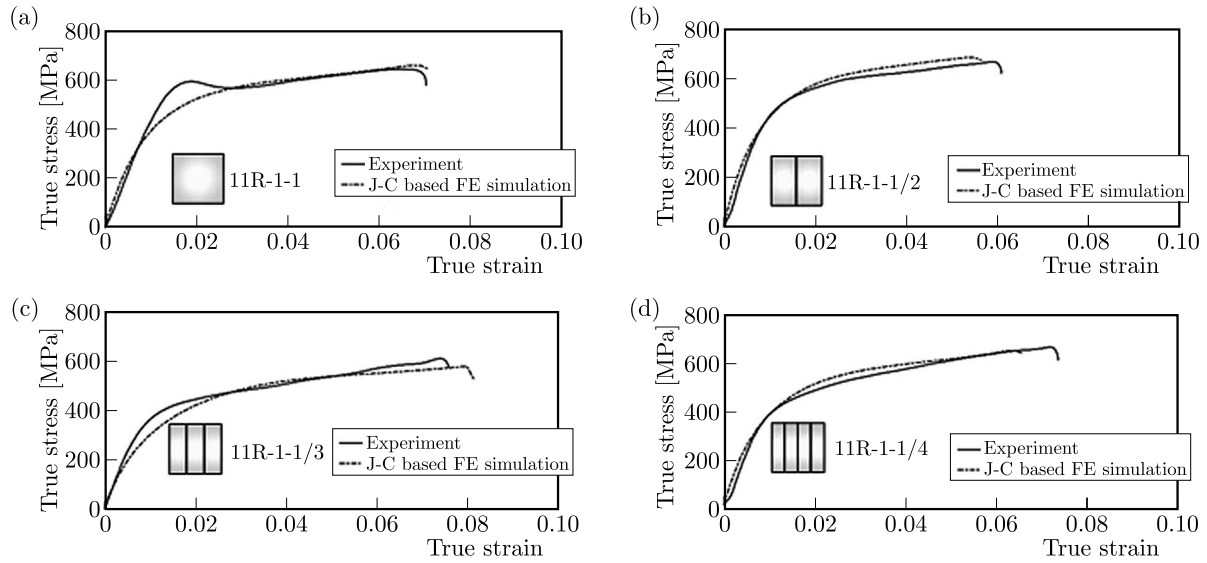 (a)
True stress [MPa]
800
600
400
200
0
11R-1-1
Experiment
J-C based FE simulation
0.02 0.04 0.06 0.08 0.10
True strain
(b)
True stress [MPa]
800
600
400
200
0
11R-1-1/2
Experiment
J-C based FE simulation
0 0.02 0.04 0.06 0.08 0.10
True strain
(c)
True stress [MPa]
800
600
400
200
0
11R-1-1/3
Experiment
J-C based FE simulation
0 0.02 0.04 0.06 0.08 0.10
True strain
(d)
True stress [MPa]
800
600
400
200
0
11R-1-1/4
Experiment
J-C based FE simulation
0 0.02 0.04 0.06 0.08 0.10
True strain